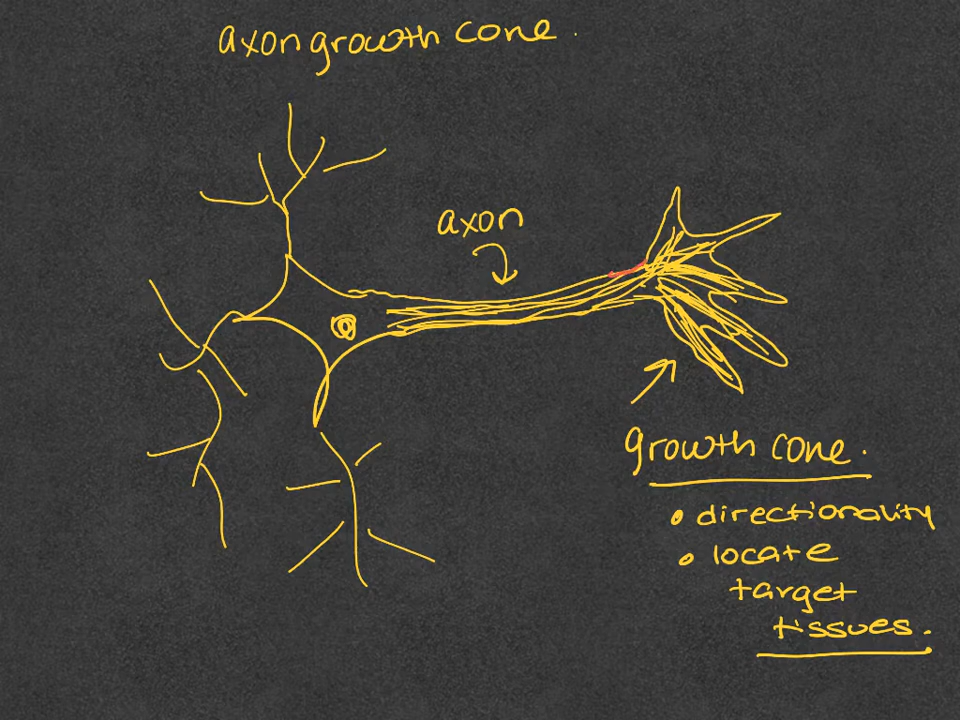 axon growth cone.
axon
growth cone.
• directionality
• locate
target
tissues.